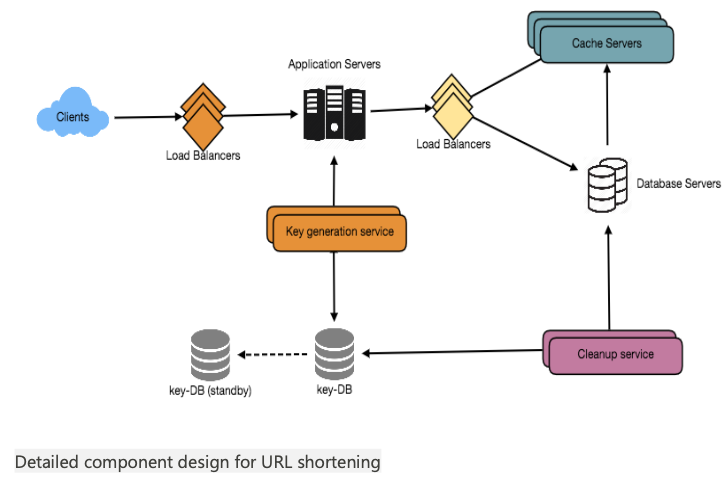 Cache Servers
Application Servers
Clients
Load Balancers
Load Balancers
Database Servers
Key generation service
Cleanup service
key-DB (standby)
key-DB
Detailed component design for URL shortening